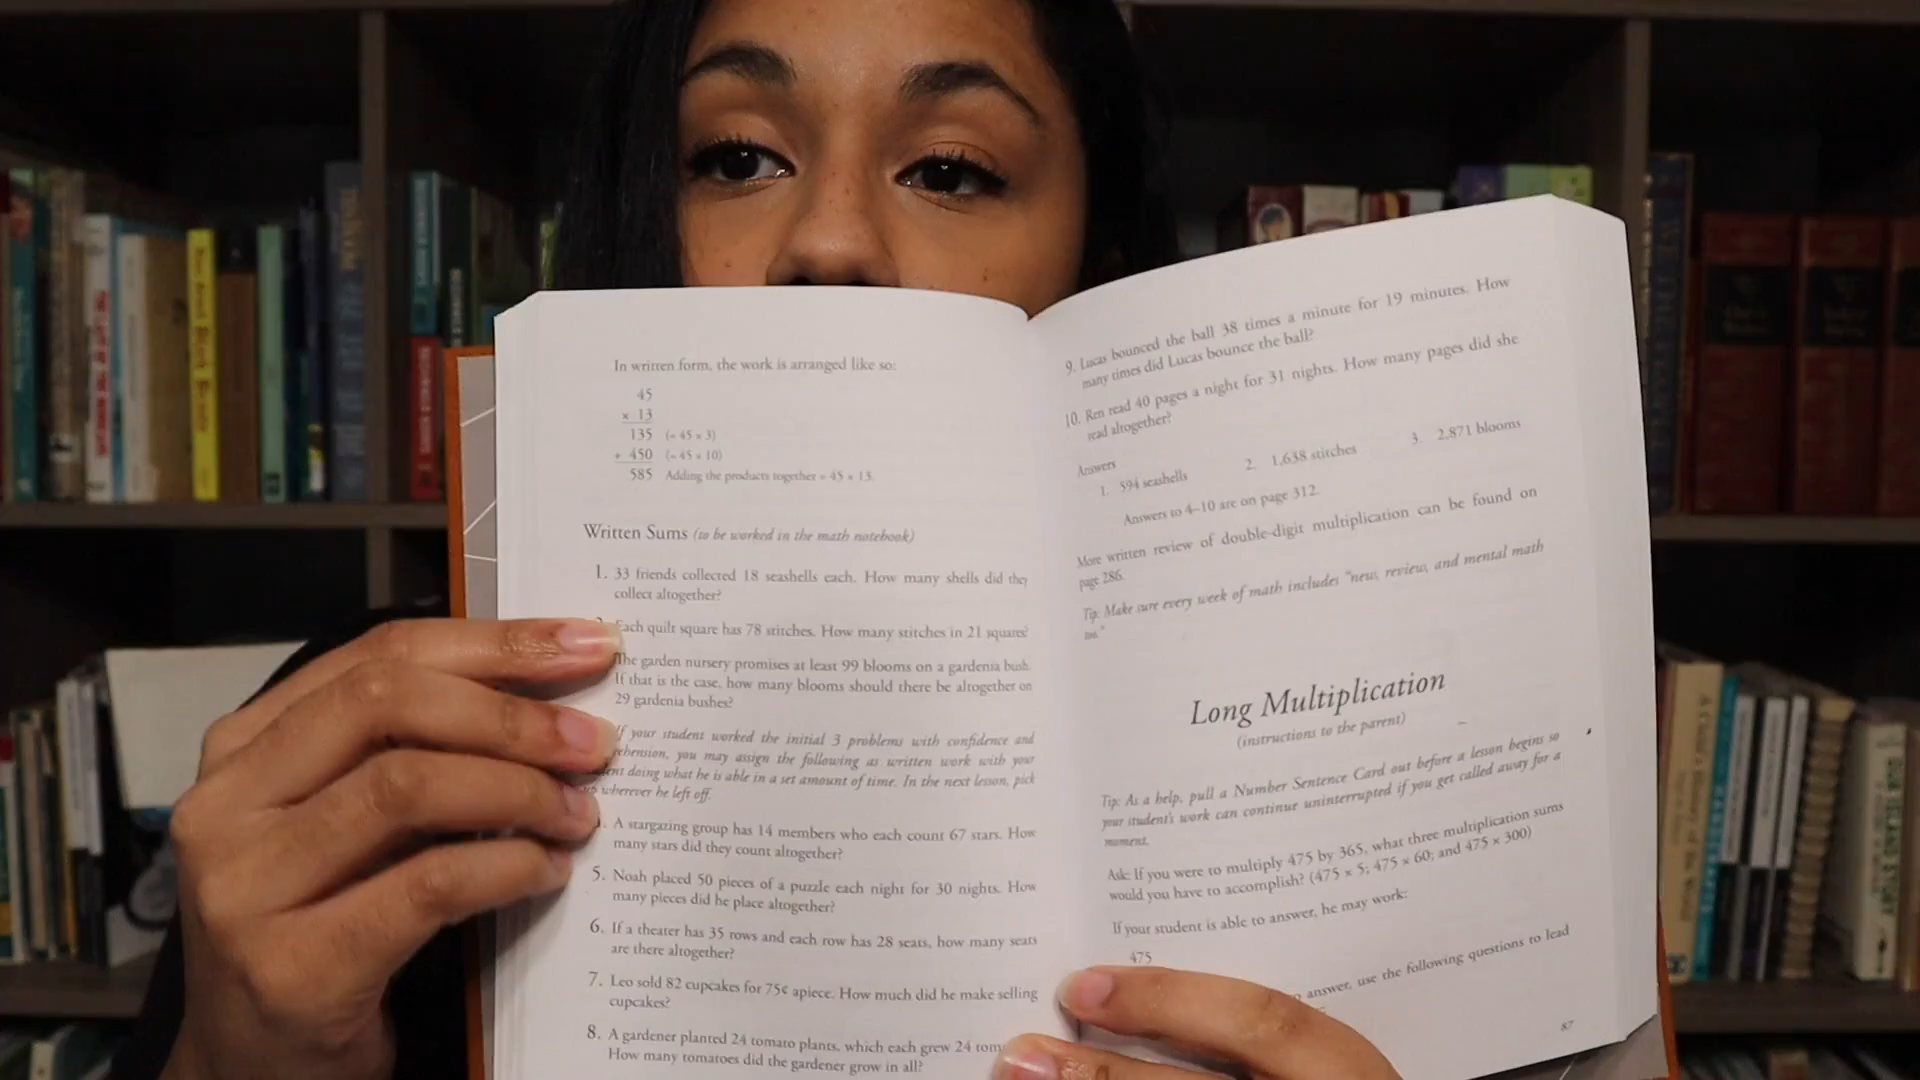 In written form, the work is arranged like so:
45
× 13
135 (= 45 × 3)
+ 450 (= 45 × 10)
585 Adding the products together = 45 × 13.
Written Sums (to be worked in the math notebook)
1. 33 friends collected 18 seashells each. How many shells did they
collect altogether?
Each quilt square has 78 stitches. How many stitches in 21 squares?
The garden nursery promises at least 99 blooms on a gardenia bush.
If that is the case, how many blooms should there be altogether on
29 gardenia bushes?
If your student worked the initial 3 problems with confidence and
you may assign the following as written work with your
doing what he is able in a set amount of time. In the next lesson, pick
wherever he left off.
A stargazing group has 14 members who each count 67 stars. How
many stars did they count altogether?
5. Noah placed 50 pieces of a puzzle each night for 30 nights. How
many pieces did he place altogether?
6. If a theater has 35 rows and each row has 28 seats, how many seats
are there altogether?
7. Leo sold 82 cupcakes for 75¢ apiece. How much did he make selling
cupcakes?
8. A gardener planted 24 tomato plants, which each grew 24
How many tomatoes did the gardener grow in all?
9. Lucas bounced the ball 38 times a minute for 19 minutes. How
many times did Lucas bounce the ball?
10. Ren read 40 pages a night for 31 nights. How many pages did she
read altogether?
Answers
1. 594 seashells 2. 1,638 stitches 3. 2,871 blooms
Answers to 4–10 are on page 312.
More written review of double-digit multiplication can be found on
page 286.
Tip: Make sure every week of math includes "new, review, and mental math
Long Multiplication
(instructions to the parent)
Tip: As a help, pull a Number Sentence Card out before a lesson begins so
your student's work can continue uninterrupted if you get called away for a
moment.
Ask: If you were to multiply 475 by 365, what three multiplication sums
would you have to accomplish? (475 × 5; 475 × 60; and 475 × 300)
If your student is able to answer, he may work:
475
answer, use the following questions to lead
87